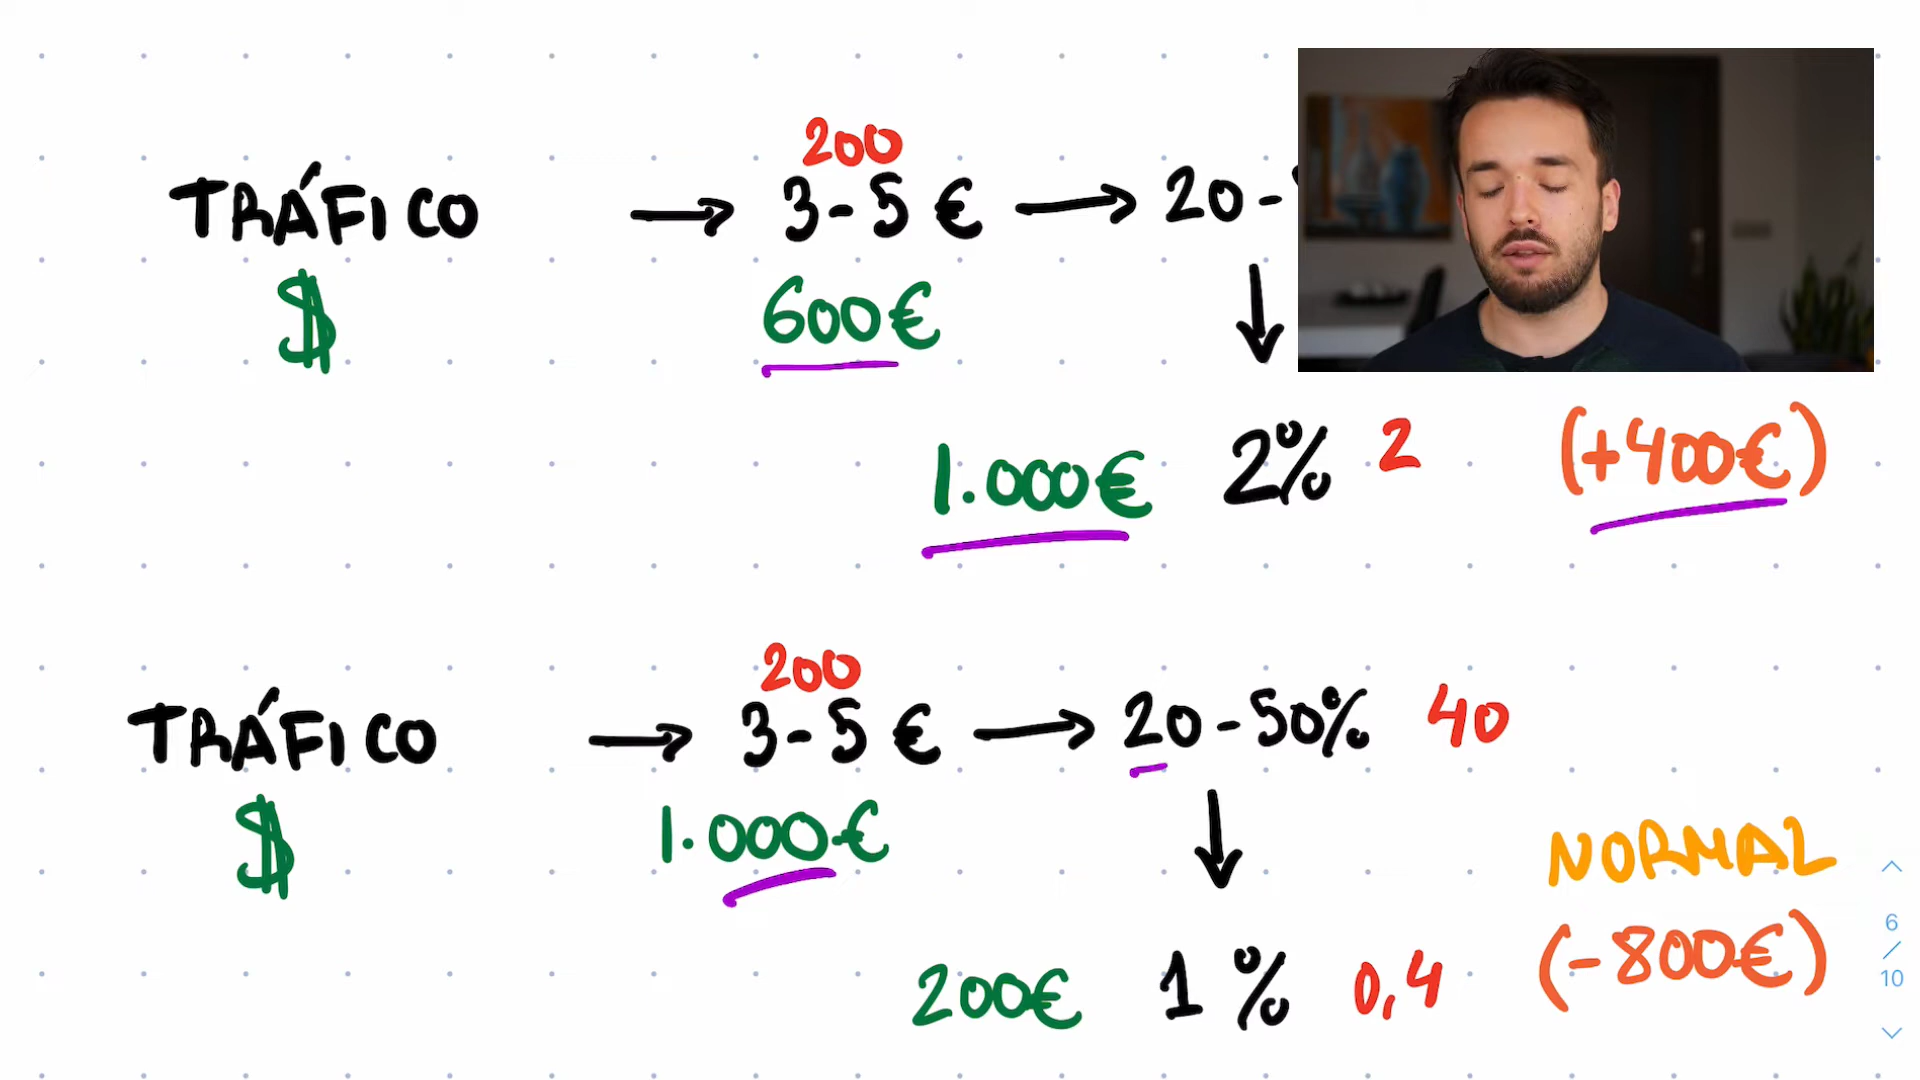 200
TRÁFICO → 3-5 € → 20-
$ 600€
1.000€ 2% 2 (+400€)
200
TRÁFICO → 3-5 € → 20-50% 40
$ 1.000€
NORMAL
200€ 1% 0,4 (-800€)
6
/
10